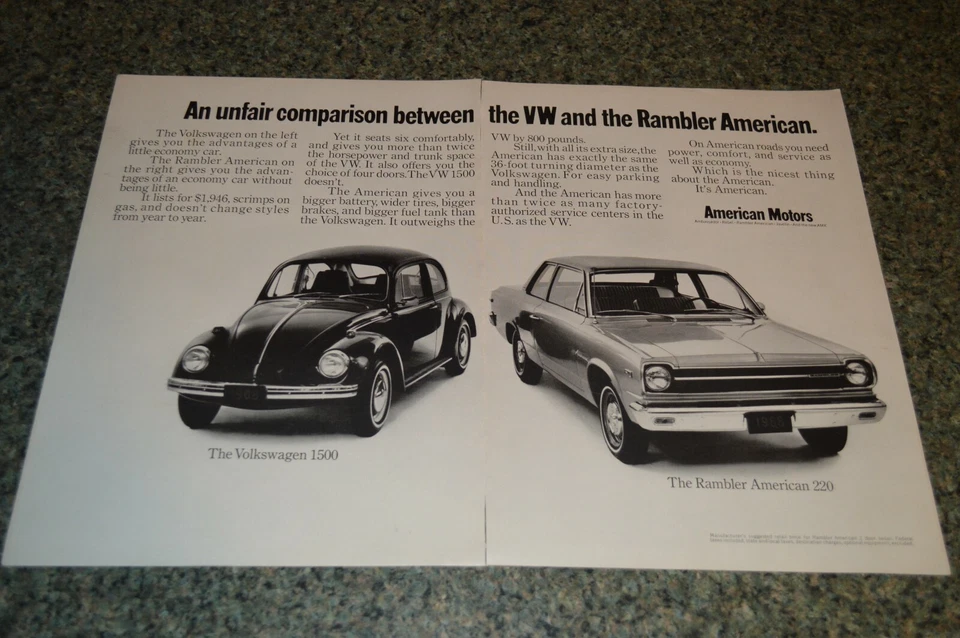 An unfair comparison between the VW and the Rambler American.
The Volkswagen on the left
gives you the advantages of a
little economy car.
The Rambler American on
the right gives you the advan-
tages of an economy car without
being little.
It lists for $1,946, scrimps on
gas, and doesn't change styles
from year to year.
Yet it seats six comfortably,
and gives you more than twice
the horsepower and trunk space
of the VW. It also offers you the
choice of four doors. The VW 1500
doesn't.
The American gives you a
bigger battery, wider tires, bigger
brakes, and bigger fuel tank than
the Volkswagen. It outweighs the
VW by 800 pounds.
Still, with all its extra size, the
American has exactly the same
36-foot turning diameter as the
Volkswagen. For easy parking
and handling.
And the American has more
than twice as many factory-
authorized service centers in the
U.S. as the VW.
On American roads you need
power, comfort, and service as
well as economy.
Which is the nicest thing
about the American.
It's American.
American Motors
1968
The Volkswagen 1500
The Rambler American 220